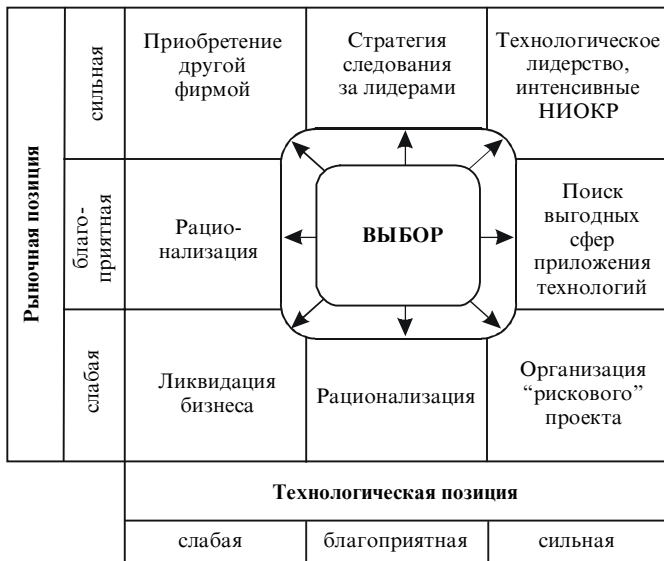 Рыночная позиция
сильная
Приобретение
другой
фирмой
Стратегия
следования
за лидерами
Технологическое
лидерство,
интенсивные
НИОКР
благо-
приятная
Рацио-
нализация
ВЫБОР
Поиск
выгодных
сфер
приложения
технологий
слабая
Ликвидация
бизнеса
Рационализация
Организация
“рискового”
проекта
Технологическая позиция
слабая
благоприятная
сильная